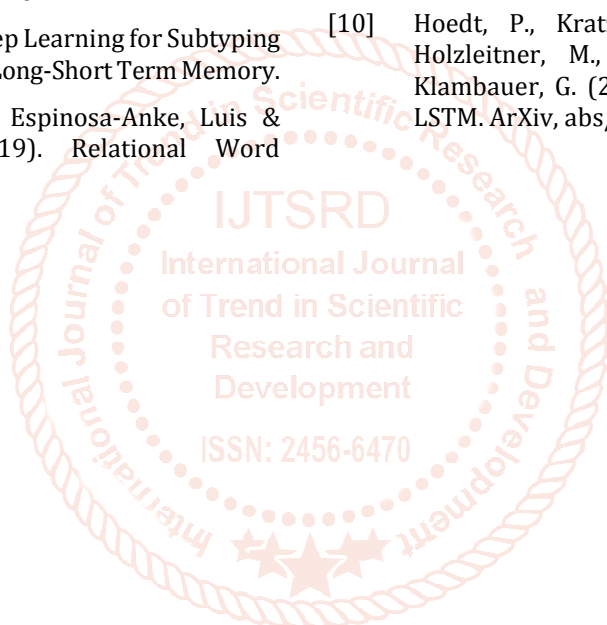 ep Learning for Subtyping
Long-Short Term Memory.
Espinosa-Anke, Luis &
19). Relational Word
[10] Hoedt, P., Krat
Holzleitner, M.,
Klambauer, G. (2
LSTM. ArXiv, abs,
International Journal of Trend in Scientific Research and Development
IJTSRD
International Journal
of Trend in Scientific
Research and
Development
ISSN: 2456-6470